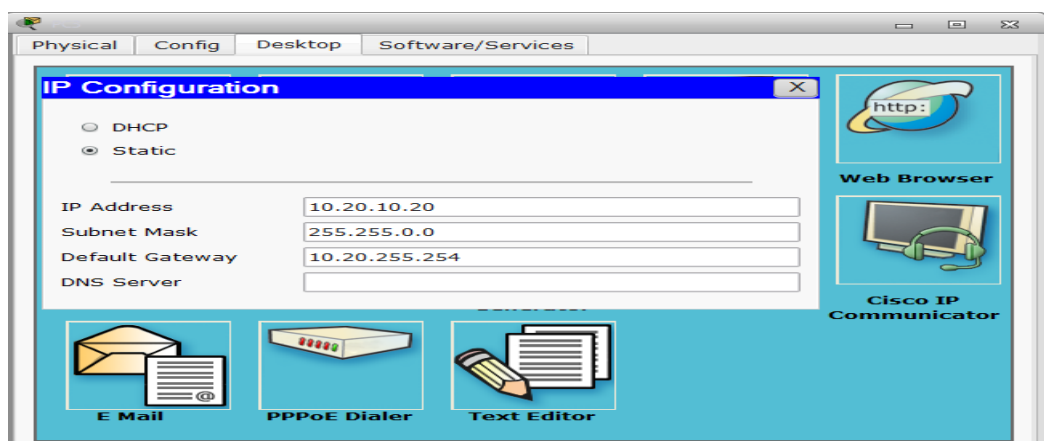 Physical Config Desktop Software/Services
IP Configuration X
DHCP
Static
IP Address 10.20.10.20
Subnet Mask 255.255.0.0
Default Gateway 10.20.255.254
DNS Server
http:
Web Browser
Cisco IP
Communicator
@
E Mail
PPPoE Dialer
Text Editor